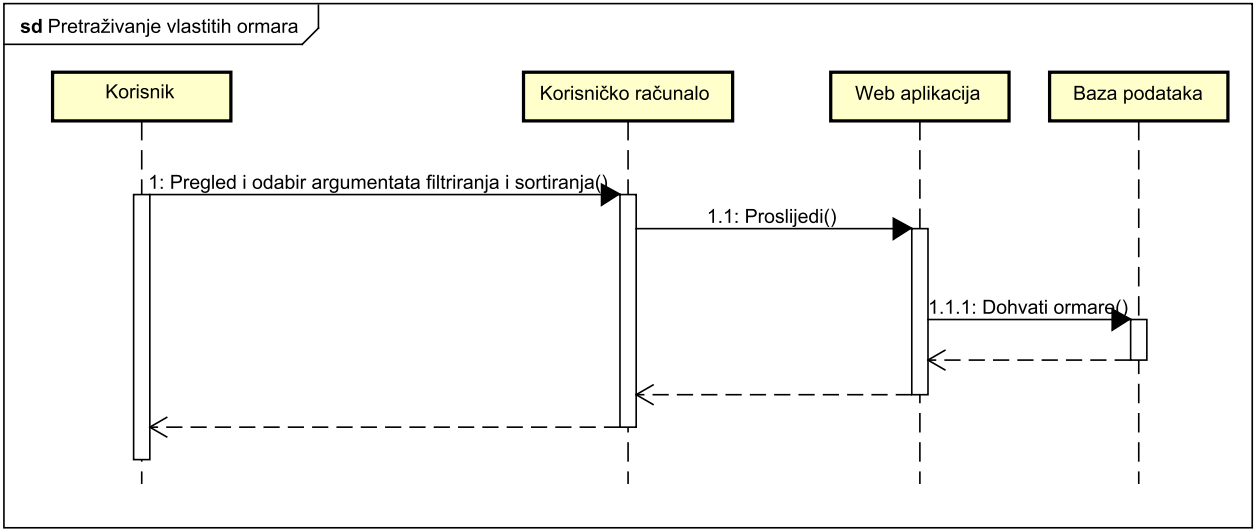 sd Pretraživanje vlastitih ormara
Korisnik
Korisničko računalo
Web aplikacija
Baza podataka
1: Pregled i odabir argumentata filtriranja i sortiranja()
1.1: Proslijedi()
1.1.1: Dohvati ormare()